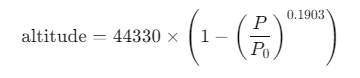 altitude = 44330 × (1 − (P/P₀)^0.1903)